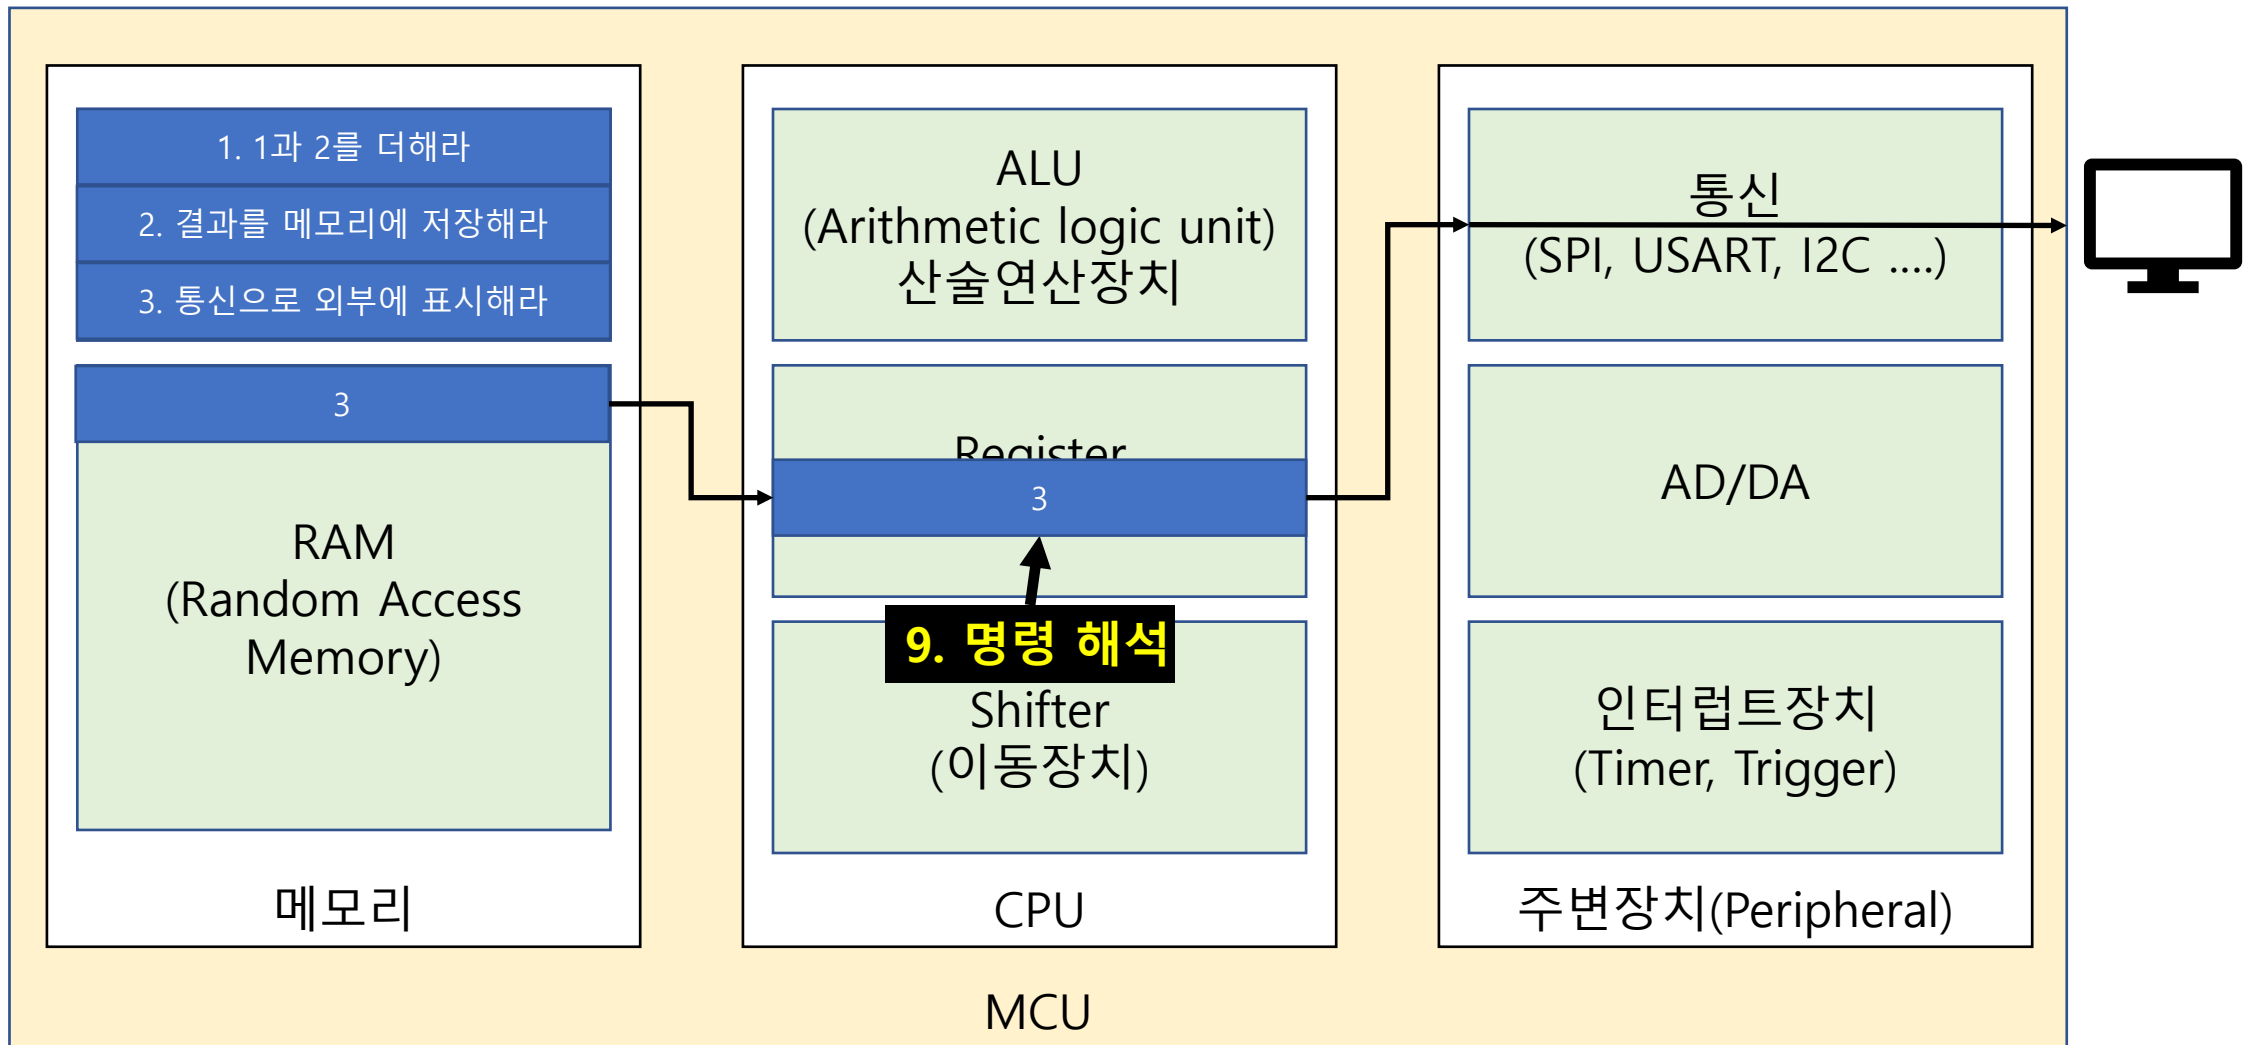 1. 1과 2를 더해라
2. 결과를 메모리에 저장해라
3. 통신으로 외부에 표시해라
3
RAM
(Random Access
Memory)
메모리
ALU
(Arithmetic logic unit)
산술연산장치
Register
3
9. 명령 해석
Shifter
(이동장치)
CPU
통신
(SPI, USART, I2C ....)
AD/DA
인터럽트장치
(Timer, Trigger)
주변장치(Peripheral)
MCU